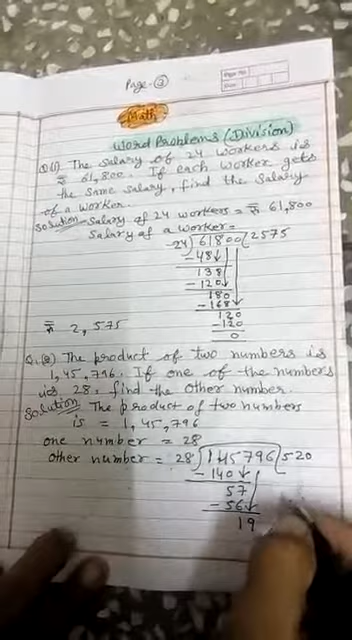 Page-②
Page No.
Date
Math
Word Problems (Division)
Q.(1) The salary of 24 workers is
₹ 61,800. If each worker gets
the same salary, find the salary
of a worker.
Solution- Salary of 24 workers = ₹ 61,800
Salary of a worker=
24)61800(2575
-48
138
-120
180
-168
120
-120
0
₹ 2,575
Q.(2) The product of two numbers is
1,45,796. If one of the numbers
is 28. find the other number.
Solution The product of two numbers
is = 1,45,796
one number = 28
other number = 28)145796(520
-140
57
-56
19